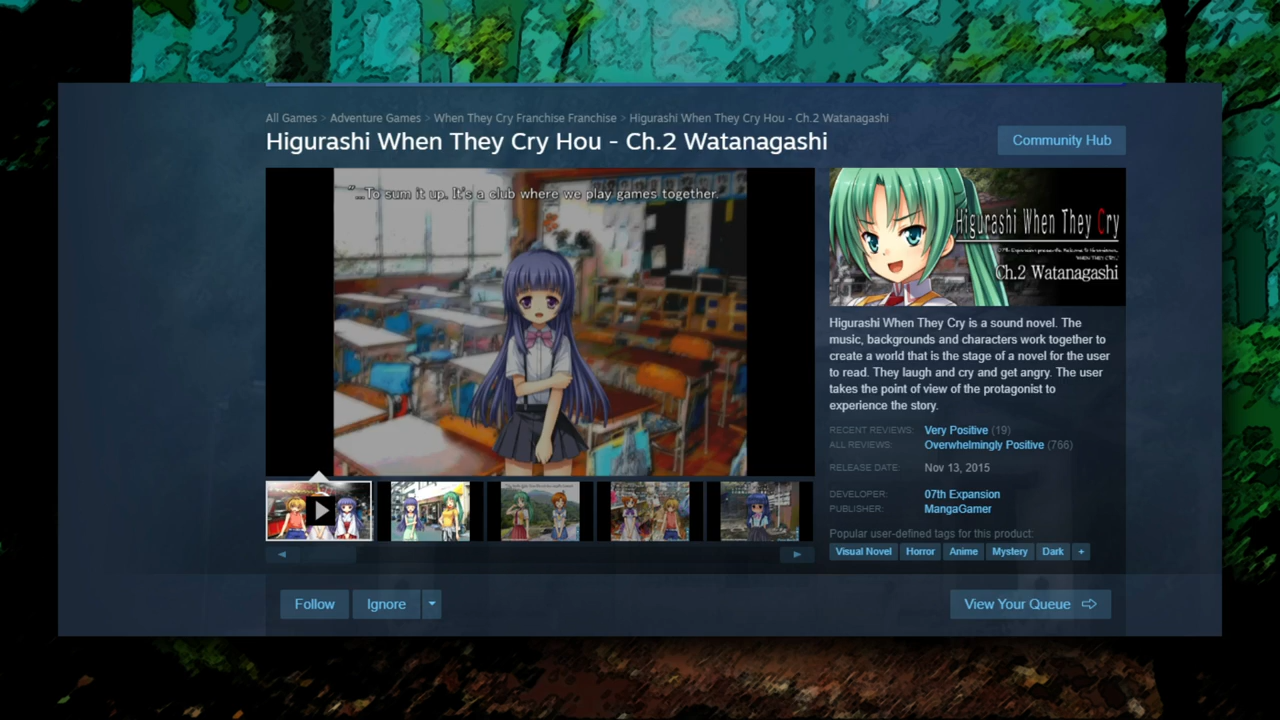 All Games > Adventure Games > When They Cry Franchise Franchise > Higurashi When They Cry Hou - Ch.2 Watanagashi
Higurashi When They Cry Hou - Ch.2 Watanagashi
Community Hub
"...To sum it up. It's a club where we play games together.
Higurashi When They Cry
Ch.2 Watanagashi
Higurashi When They Cry is a sound novel. The
music, backgrounds and characters work together to
create a world that is the stage of a novel for the user
to read. They laugh and cry and get angry. The user
takes the point of view of the protagonist to
experience the story.
RECENT REVIEWS: Very Positive (19)
ALL REVIEWS: Overwhelmingly Positive (766)
RELEASE DATE: Nov 13, 2015
DEVELOPER: 07th Expansion
PUBLISHER: MangaGamer
Popular user-defined tags for this product:
Visual Novel Horror Anime Mystery Dark +
Follow Ignore View Your Queue